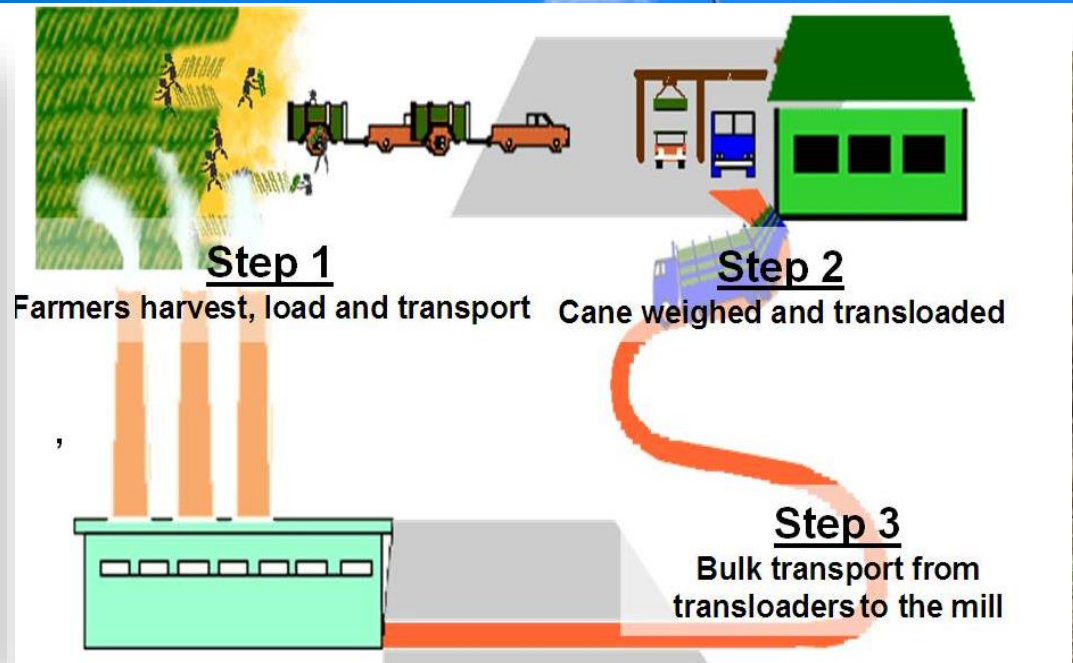 Step 1
Farmers harvest, load and transport
Step 2
Cane weighed and transloaded
,
Step 3
Bulk transport from
transloaders to the mill